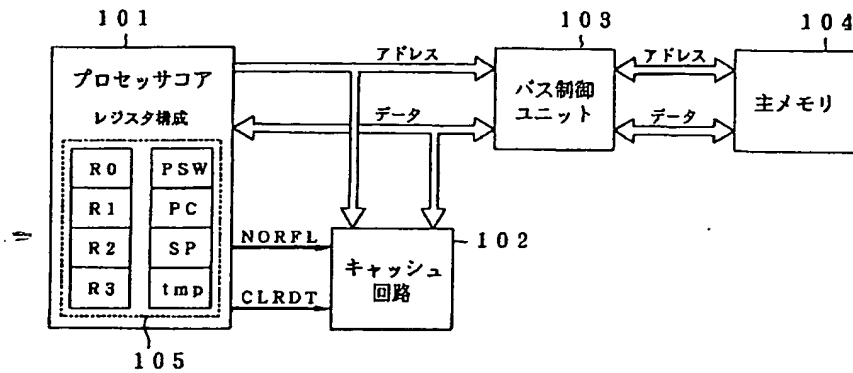 101
103
104
プロセッサコア
レジスタ構成
R0
R1
R2
R3
PSW
PC
SP
tmp
105
アドレス
データ
NORFL
CLRDT
キャッシュ
回路
102
バス制御
ユニット
アドレス
データ
主メモリ